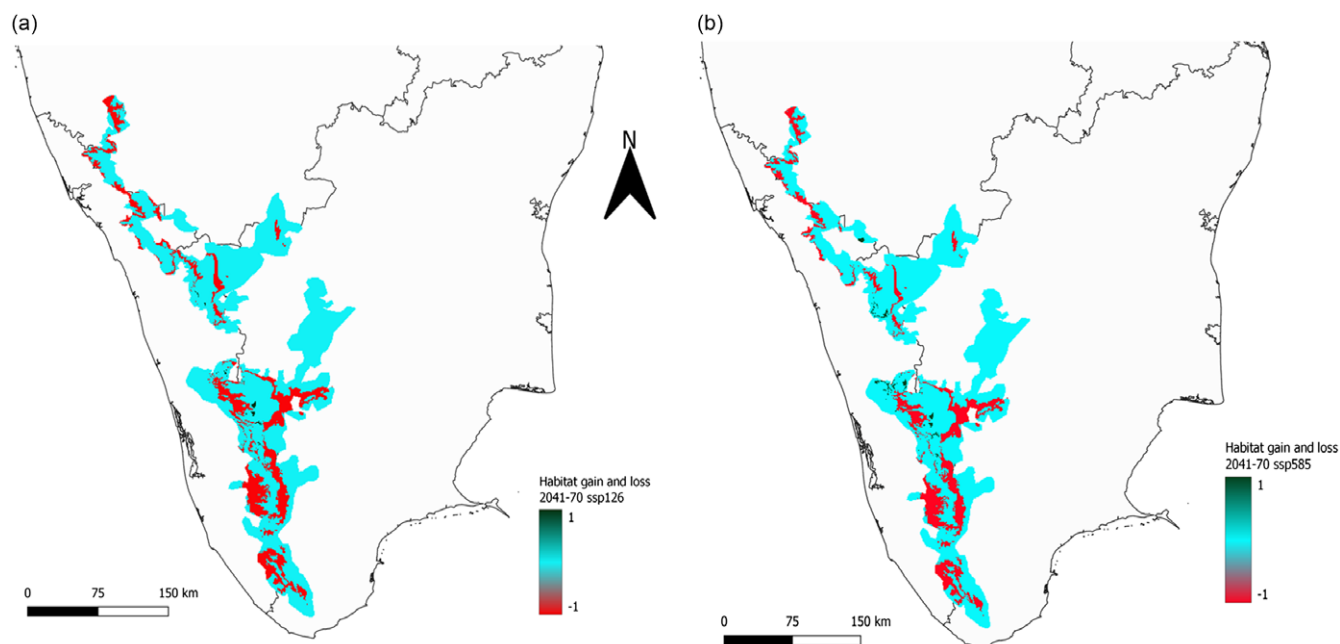 (a)
(b)
N
Habitat gain and loss
2041-70 ssp126
1
-1
0 75 150 km
Habitat gain and loss
2041-70 ssp585
1
-1
0 75 150 km